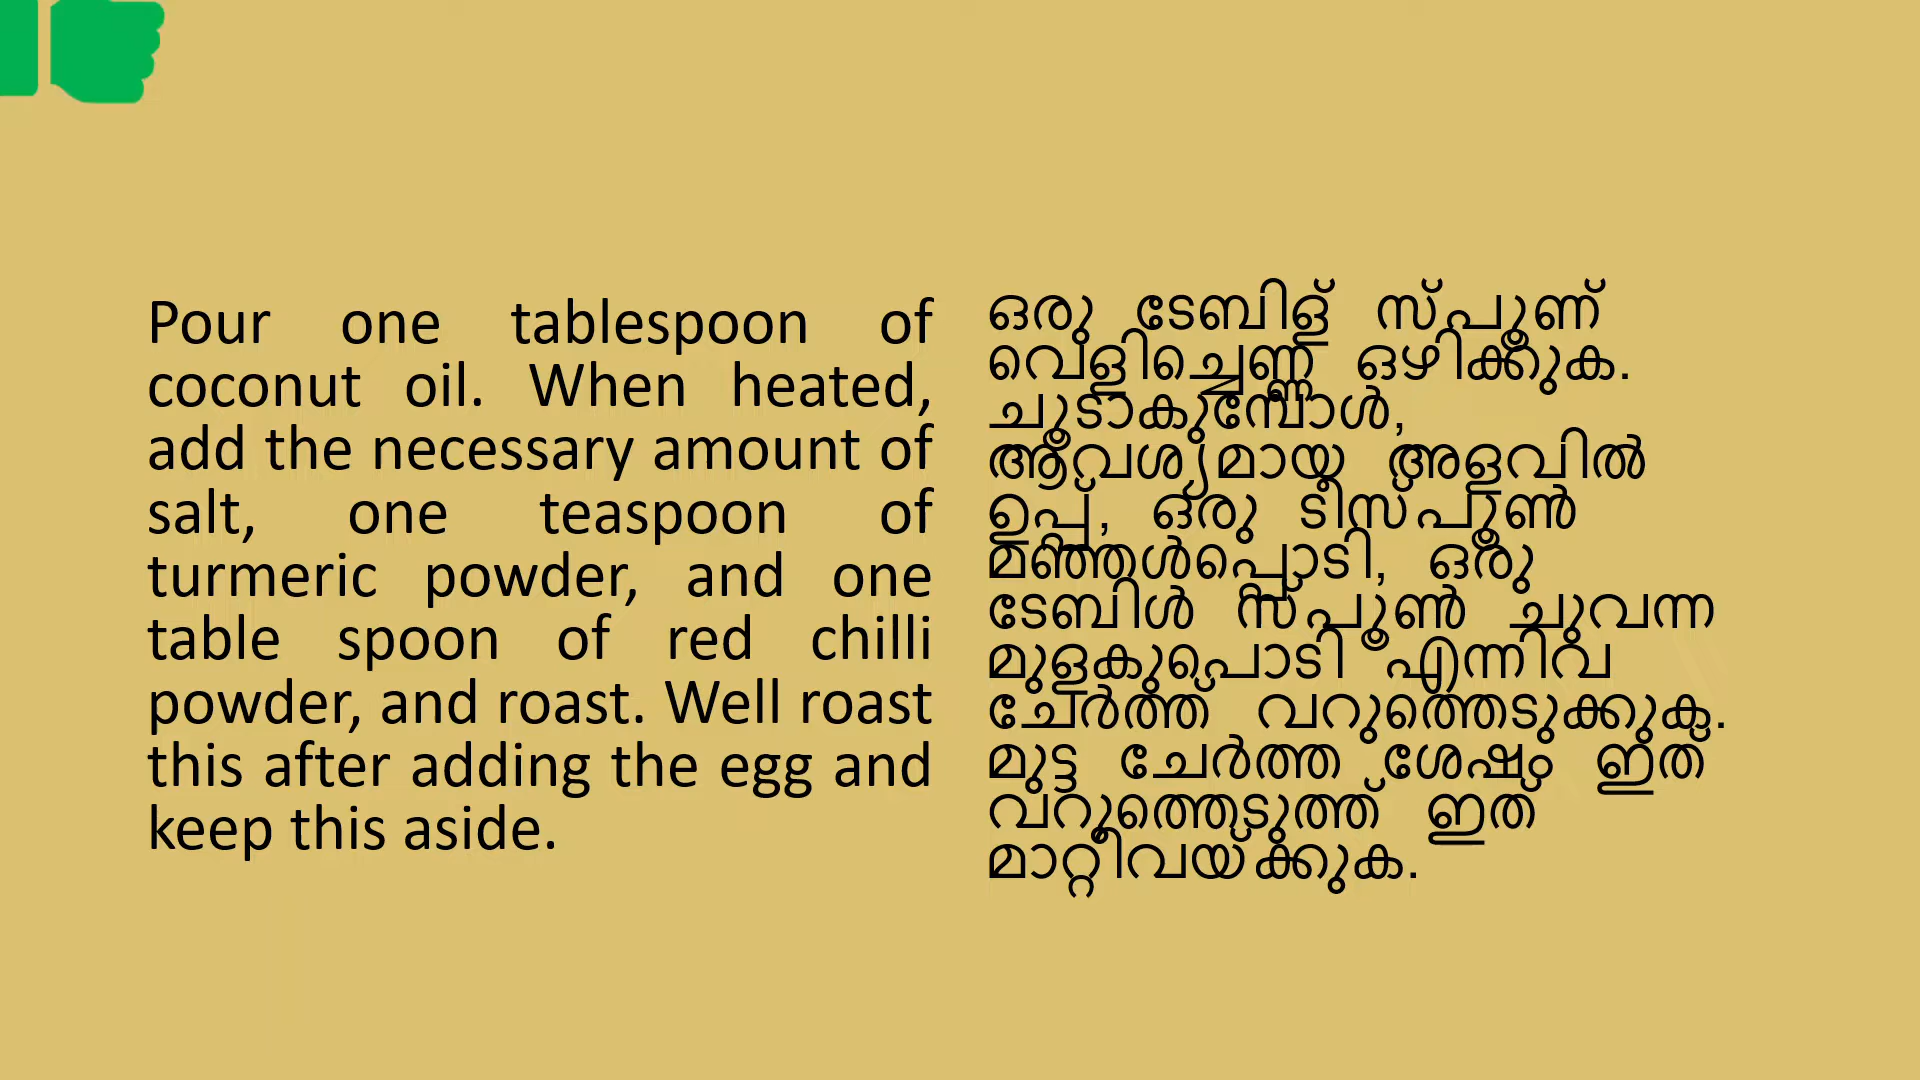 Pour one tablespoon of
coconut oil. When heated,
add the necessary amount of
salt, one teaspoon of
turmeric powder, and one
table spoon of red chilli
powder, and roast. Well roast
this after adding the egg and
keep this aside.
ഒരു ടേബിള് സ്പൂണ്
വെളിച്ചെണ്ണ ഒഴിക്കുക.
ചൂടാകുമ്പോൾ,
ആവശ്യമായ അളവിൽ
ഉപ്പ്, ഒരു ടീസ്പൂൺ
മഞ്ഞൾപ്പൊടി, ഒരു
ടേബിൾ സ്പൂൺ ചുവന്ന
മുളകുപൊടി എന്നിവ
ചേർത്ത് വറുത്തെടുക്കുക.
മുട്ട ചേർത്ത ശേഷം ഇത്
വറുത്തെടുത്ത് ഇത്
മാറ്റിവയ്ക്കുക.